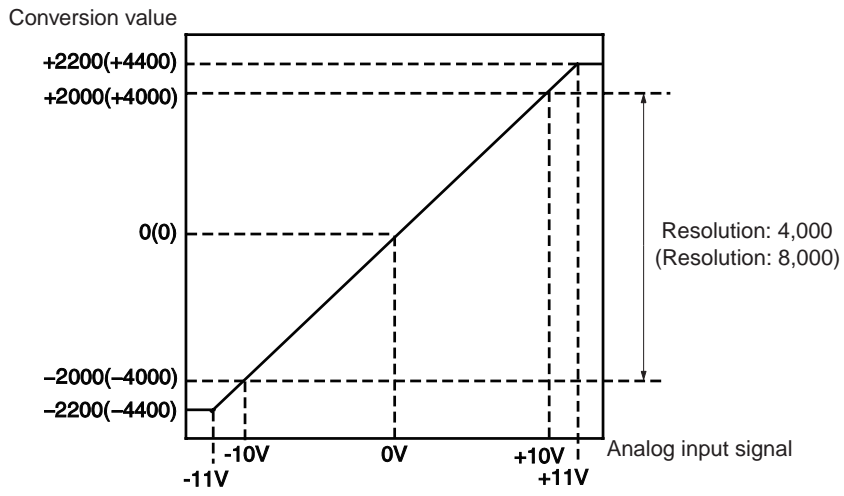 Conversion value
+2200(+4400)
+2000(+4000)
0(0)
Resolution: 4,000
(Resolution: 8,000)
−2000(−4000)
−2200(−4400)
-10V
0V
+10V
Analog input signal
-11V
+11V